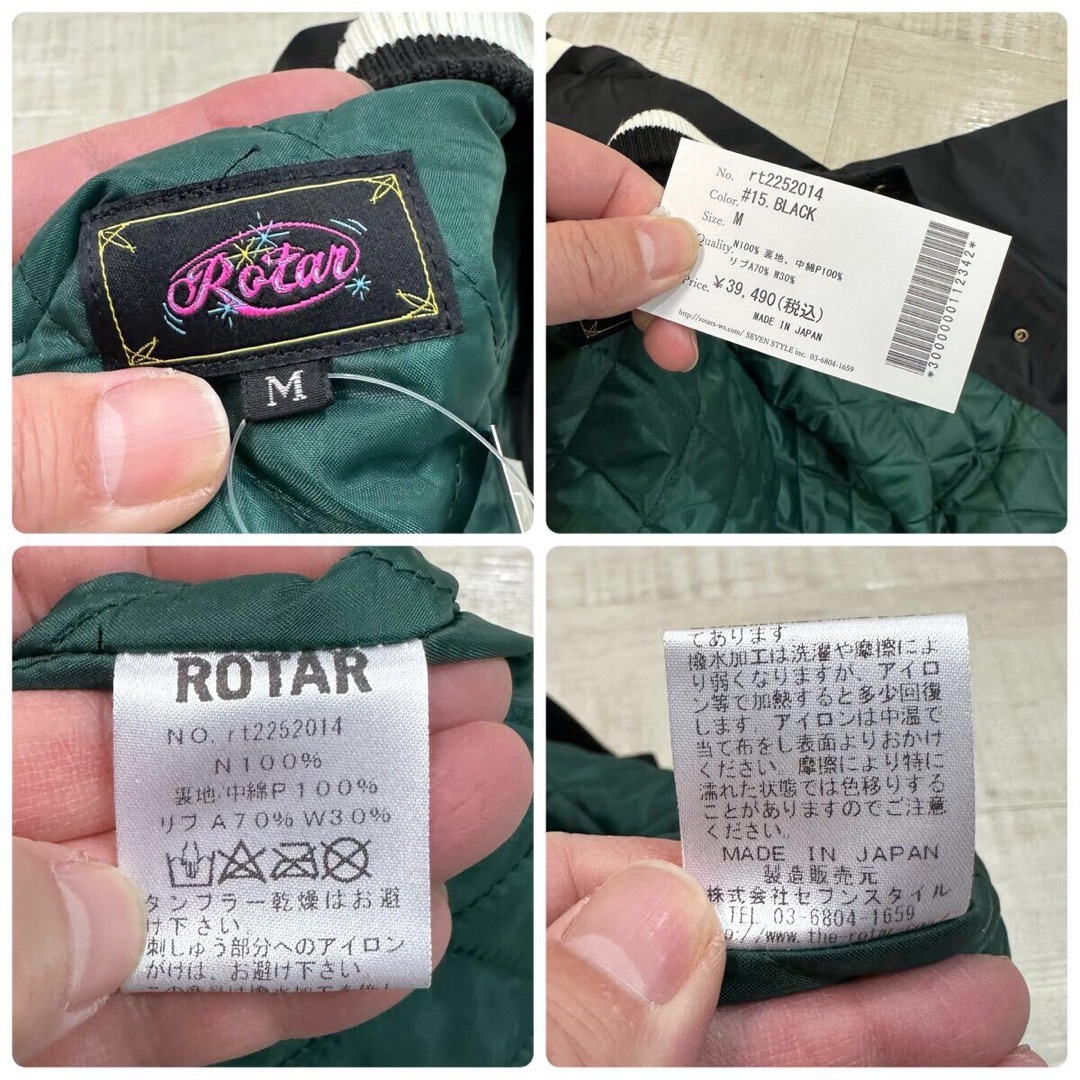 Rotar
M
No. rt2252014
Color. #15.BLACK
Size. M
Quality. N100% 裏地、中綿P100%
リブA70% W30%
Price. ¥39,490(税込)
MADE IN JAPAN
http://rotars-ws.com/ SEVEN STYLE inc. 03-6804-1659
*3000000112342*
ROTAR
NO. rt2252014
N100%
裏地、中綿P100%
リブA70%W30%
タンブラー乾燥はお避
け下さい。
刺しゅう部分へのアイロン
がけは、お避け下さい。
てあります
撥水加工は洗濯や摩擦によ
り弱くなりますが、アイロ
ン等で加熱すると多少回復
します。アイロンは中温で
当て布をし表面よりおかけ
ください。摩擦により特に
濡れた状態では色移りする
ことがありますのでご注意
ください。
MADE IN JAPAN
製造販売元
株式会社セブンスタイル
TEL 03-6804-1659